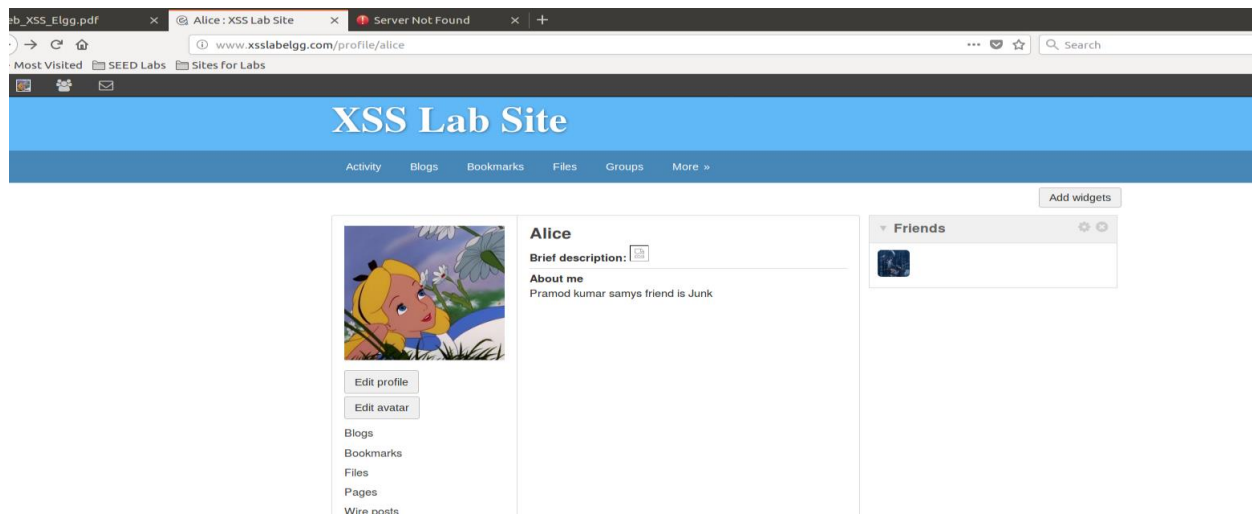 eb_XSS_Elgg.pdf
Alice : XSS Lab Site
Server Not Found
www.xsslabelgg.com/profile/alice
Search
Most Visited SEED Labs Sites for Labs
XSS Lab Site
Activity Blogs Bookmarks Files Groups More »
Add widgets
Alice
Brief description:
About me
Pramod kumar samys friend is Junk
Friends
Edit profile
Edit avatar
Blogs
Bookmarks
Files
Pages
Wire posts